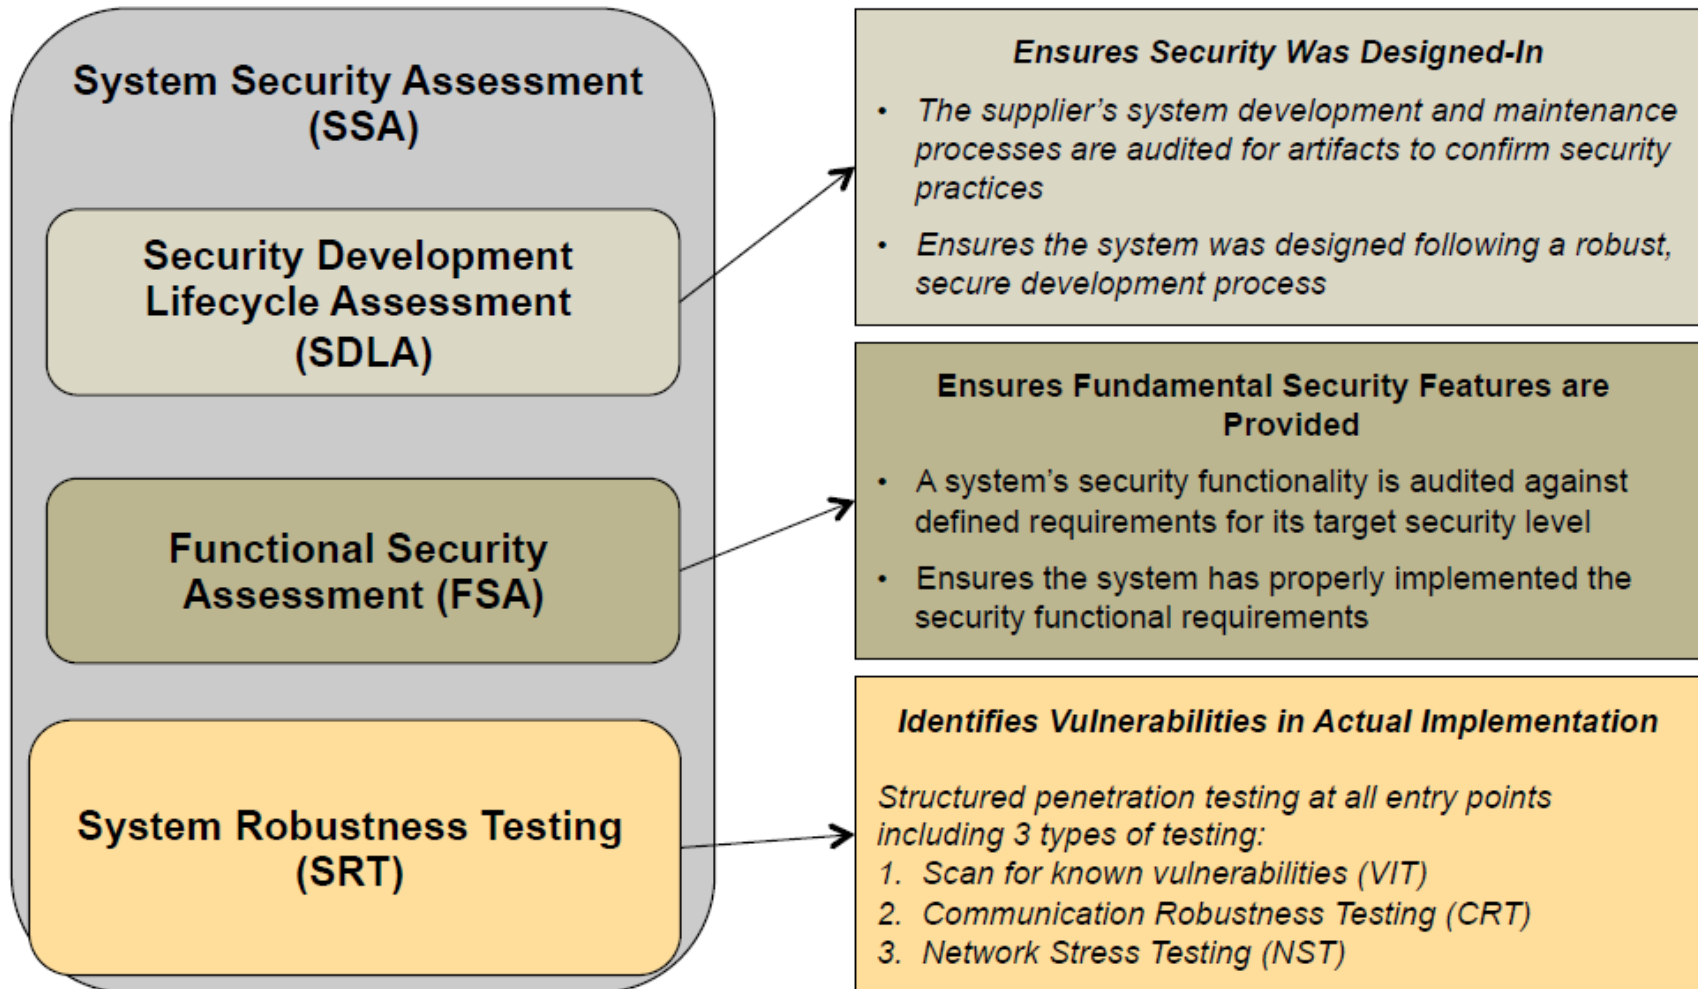 System Security Assessment
(SSA)
Security Development
Lifecycle Assessment
(SDLA)
Functional Security
Assessment (FSA)
System Robustness Testing
(SRT)
Ensures Security Was Designed-In
• The supplier’s system development and maintenance
processes are audited for artifacts to confirm security
practices
• Ensures the system was designed following a robust,
secure development process
Ensures Fundamental Security Features are
Provided
• A system’s security functionality is audited against
defined requirements for its target security level
• Ensures the system has properly implemented the
security functional requirements
Identifies Vulnerabilities in Actual Implementation
Structured penetration testing at all entry points
including 3 types of testing:
1. Scan for known vulnerabilities (VIT)
2. Communication Robustness Testing (CRT)
3. Network Stress Testing (NST)